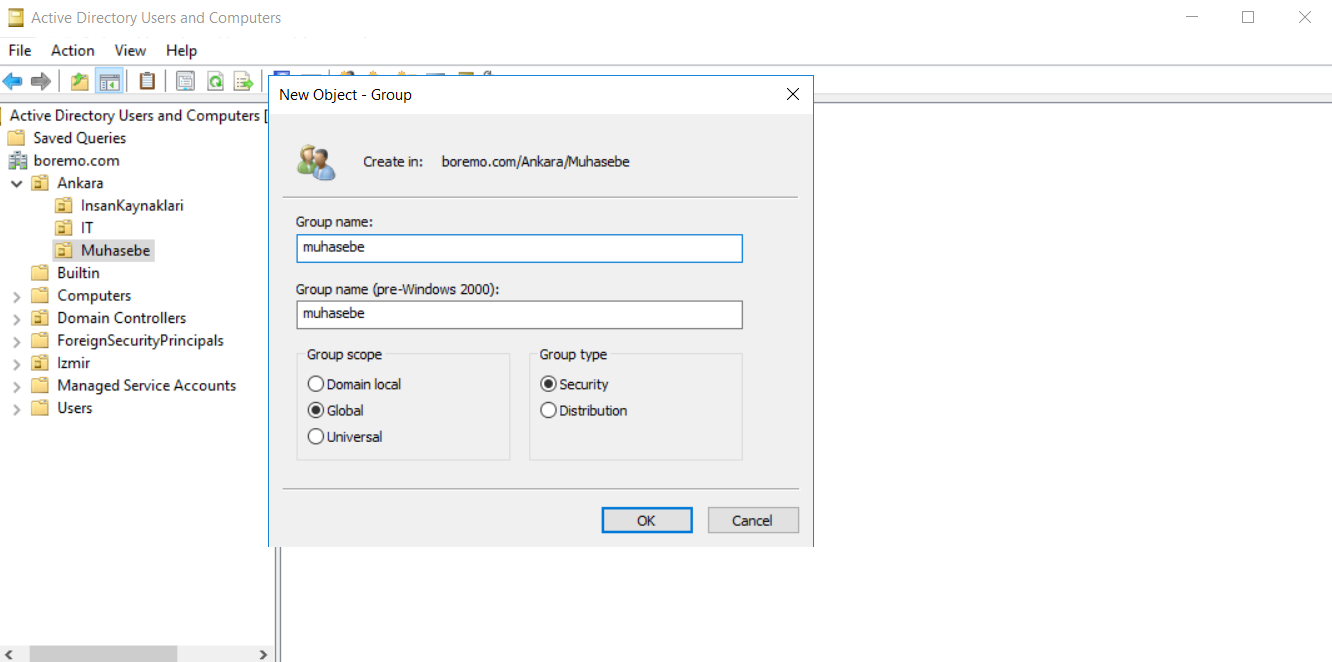 Active Directory Users and Computers
File Action View Help
Active Directory Users and Computers [
Saved Queries
boremo.com
Ankara
InsanKaynaklari
IT
Muhasebe
Builtin
Computers
Domain Controllers
ForeignSecurityPrincipals
Izmir
Managed Service Accounts
Users
New Object - Group
Create in: boremo.com/Ankara/Muhasebe
Group name:
muhasebe
Group name (pre-Windows 2000):
muhasebe
Group scope
Domain local
Global
Universal
Group type
Security
Distribution
OK Cancel